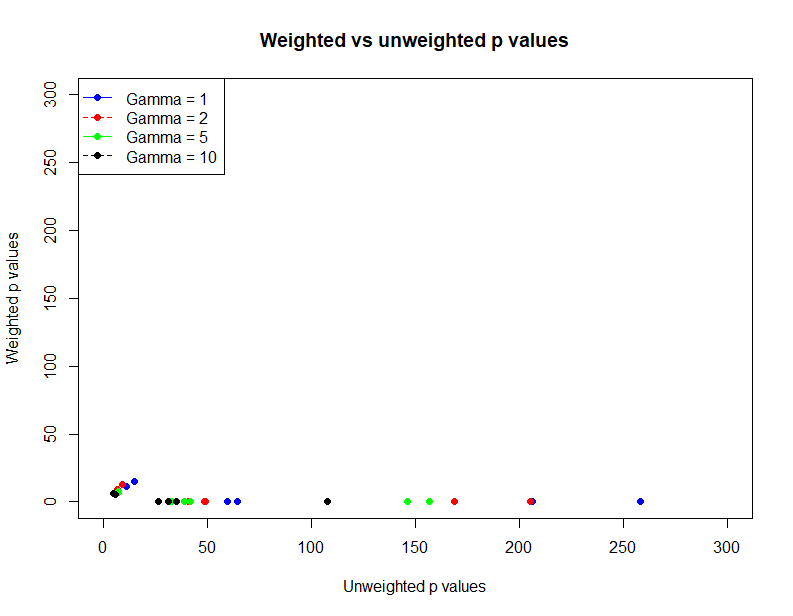 Weighted vs unweighted p values
Gamma = 1
Gamma = 2
Gamma = 5
Gamma = 10
300
250
200
150
100
50
0
Weighted p values
0 50 100 150 200 250 300
Unweighted p values